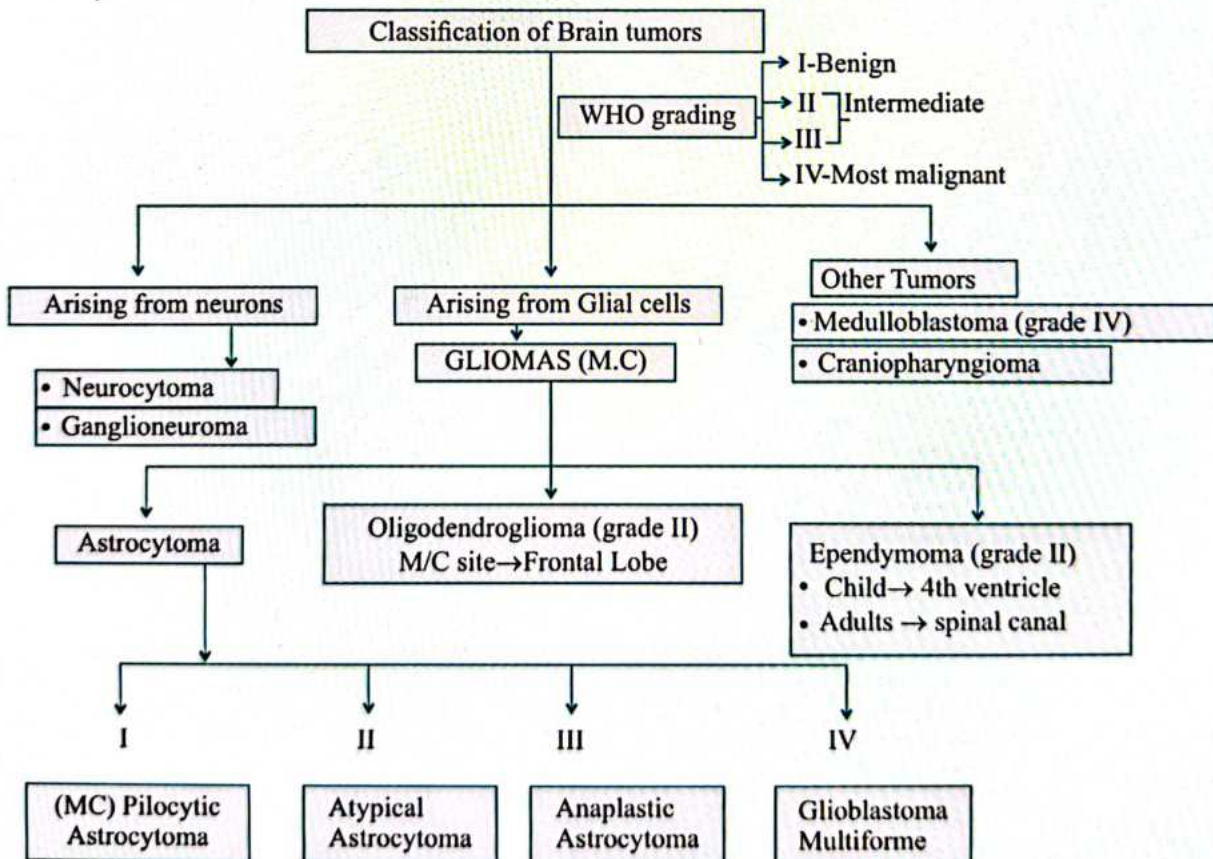 Classification of Brain tumors
WHO grading
I-Benign
II
Intermediate
III
IV-Most malignant
Arising from neurons
• Neurocytoma
• Ganglioneuroma
Arising from Glial cells
GLIOMAS (M.C)
Other Tumors
• Medulloblastoma (grade IV)
• Craniopharyngioma
Astrocytoma
Oligodendroglioma (grade II)
M/C site→Frontal Lobe
Ependymoma (grade II)
• Child→ 4th ventricle
• Adults → spinal canal
I
II
III
IV
(MC) Pilocytic
Astrocytoma
Atypical
Astrocytoma
Anaplastic
Astrocytoma
Glioblastoma
Multiforme